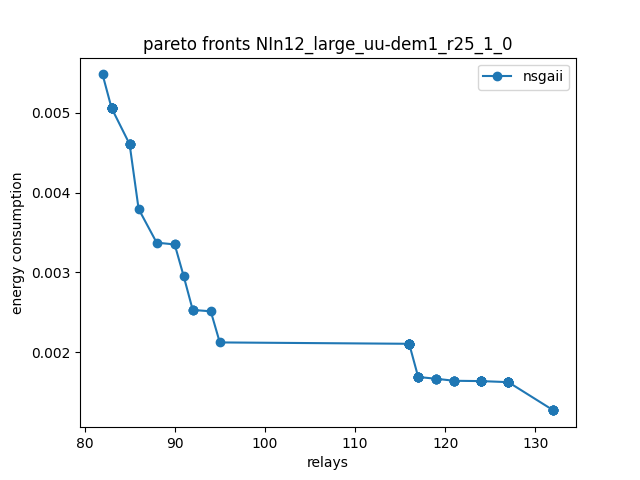 pareto fronts NIn12_large_uu-dem1_r25_1_0
nsgaii
energy consumption
0.005
0.004
0.003
0.002
80 90 100 110 120 130
relays